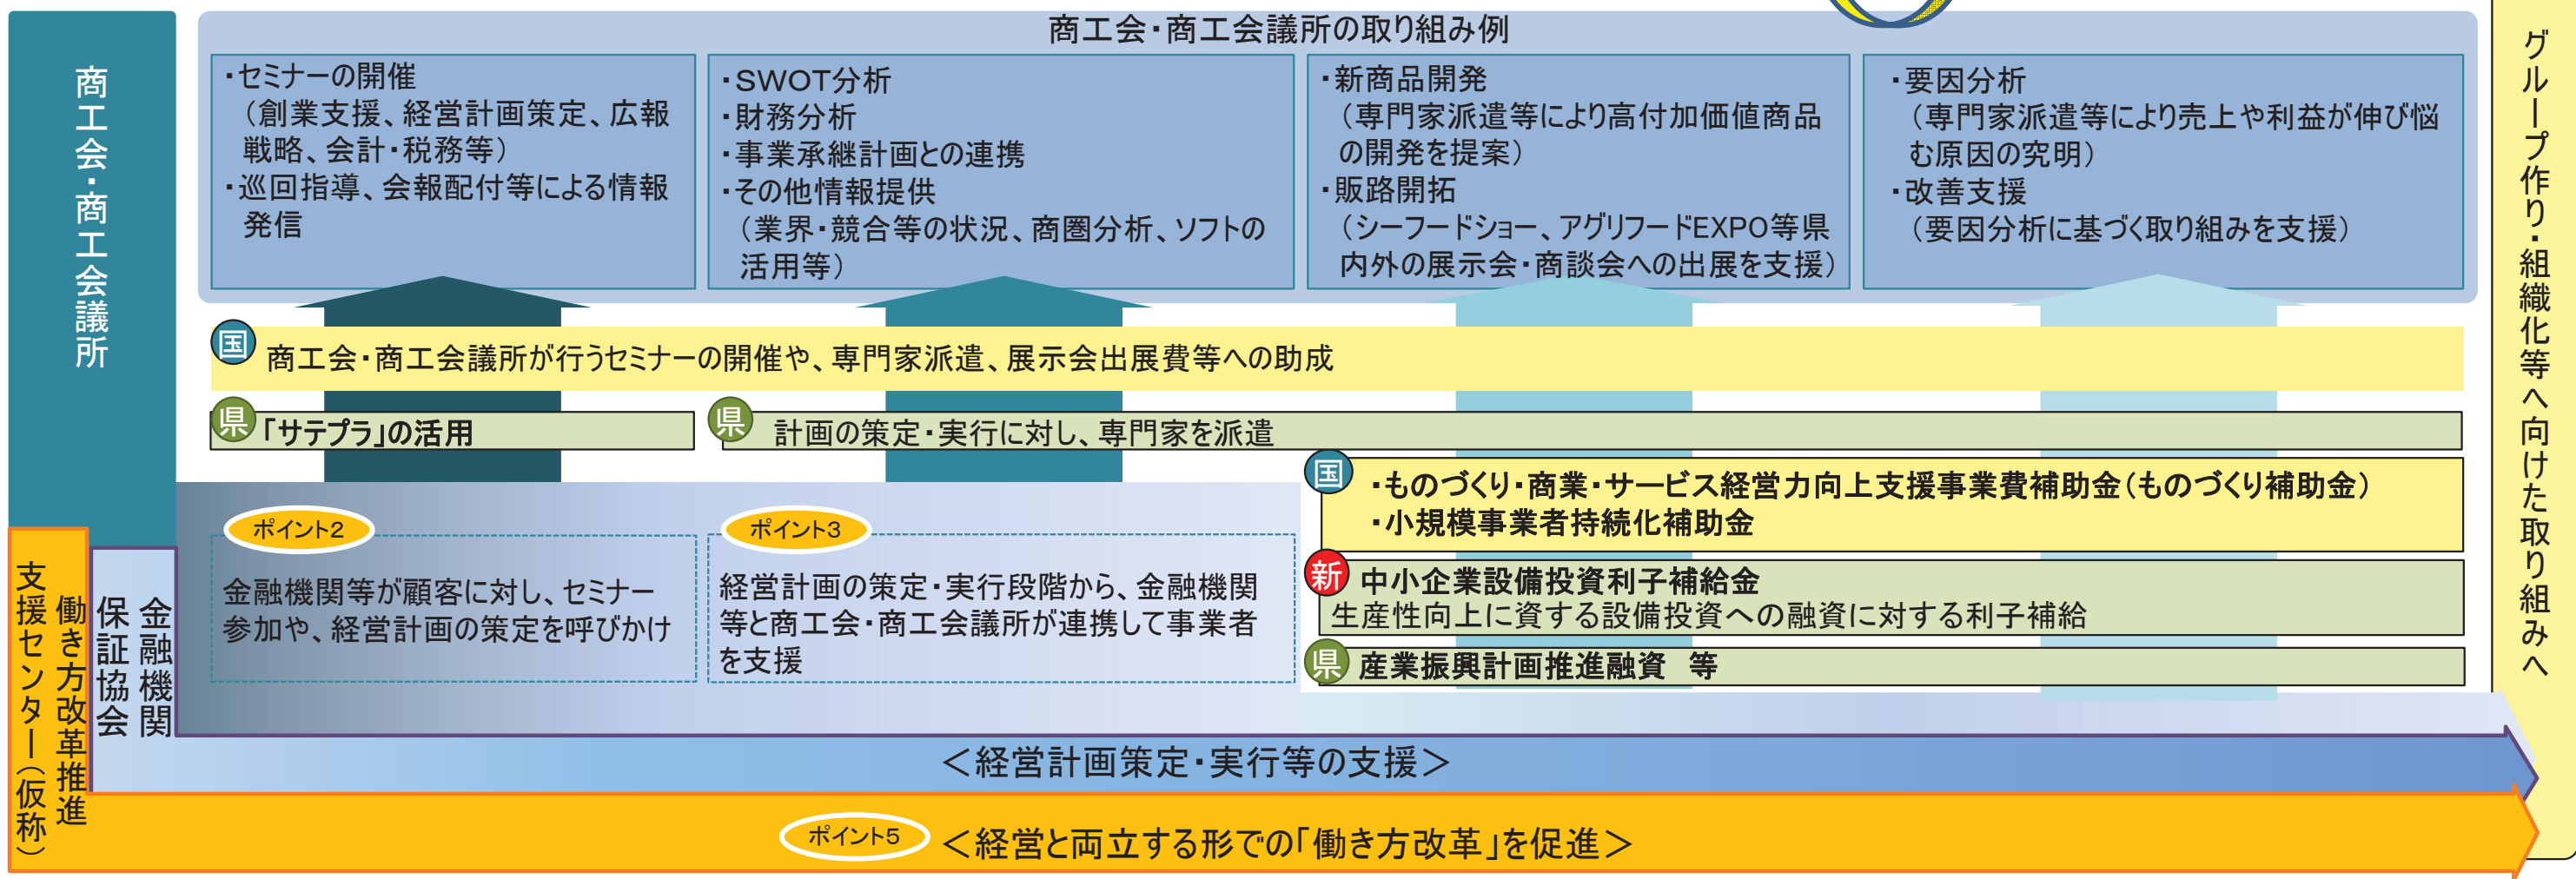 商工会・商工会議所の取り組み例
商工会・商工会議所
・セミナーの開催
（創業支援、経営計画策定、広報
戦略、会計・税務等）
・巡回指導、会報配付等による情報
発信
・SWOT分析
・財務分析
・事業承継計画との連携
・その他情報提供
（業界・競合等の状況、商圏分析、ソフトの
活用等）
・新商品開発
（専門家派遣等により高付加価値商品
の開発を提案）
・販路開拓
（シーフードショー、アグリフードEXPO等県
内外の展示会・商談会への出展を支援）
・要因分析
（専門家派遣等により売上や利益が伸び悩
む原因の究明）
・改善支援
（要因分析に基づく取り組みを支援）
グループ作り・組織化等へ向けた取り組みへ
国
商工会・商工会議所が行うセミナーの開催や、専門家派遣、展示会出展費等への助成
県
「サテプラ」の活用
県
計画の策定・実行に対し、専門家を派遣
国
・ものづくり・商業・サービス経営力向上支援事業費補助金（ものづくり補助金）
・小規模事業者持続化補助金
新
中小企業設備投資利子補給金
生産性向上に資する設備投資への融資に対する利子補給
県
産業振興計画推進融資　等
ポイント2
金融機関等が顧客に対し、セミナー
参加や、経営計画の策定を呼びかけ
ポイント3
経営計画の策定・実行段階から、金融機関
等と商工会・商工会議所が連携して事業者
を支援
金融機関
保証協会
働き方改革推進
支援センター（仮称）
＜経営計画策定・実行等の支援＞
ポイント5
＜経営と両立する形での「働き方改革」を促進＞